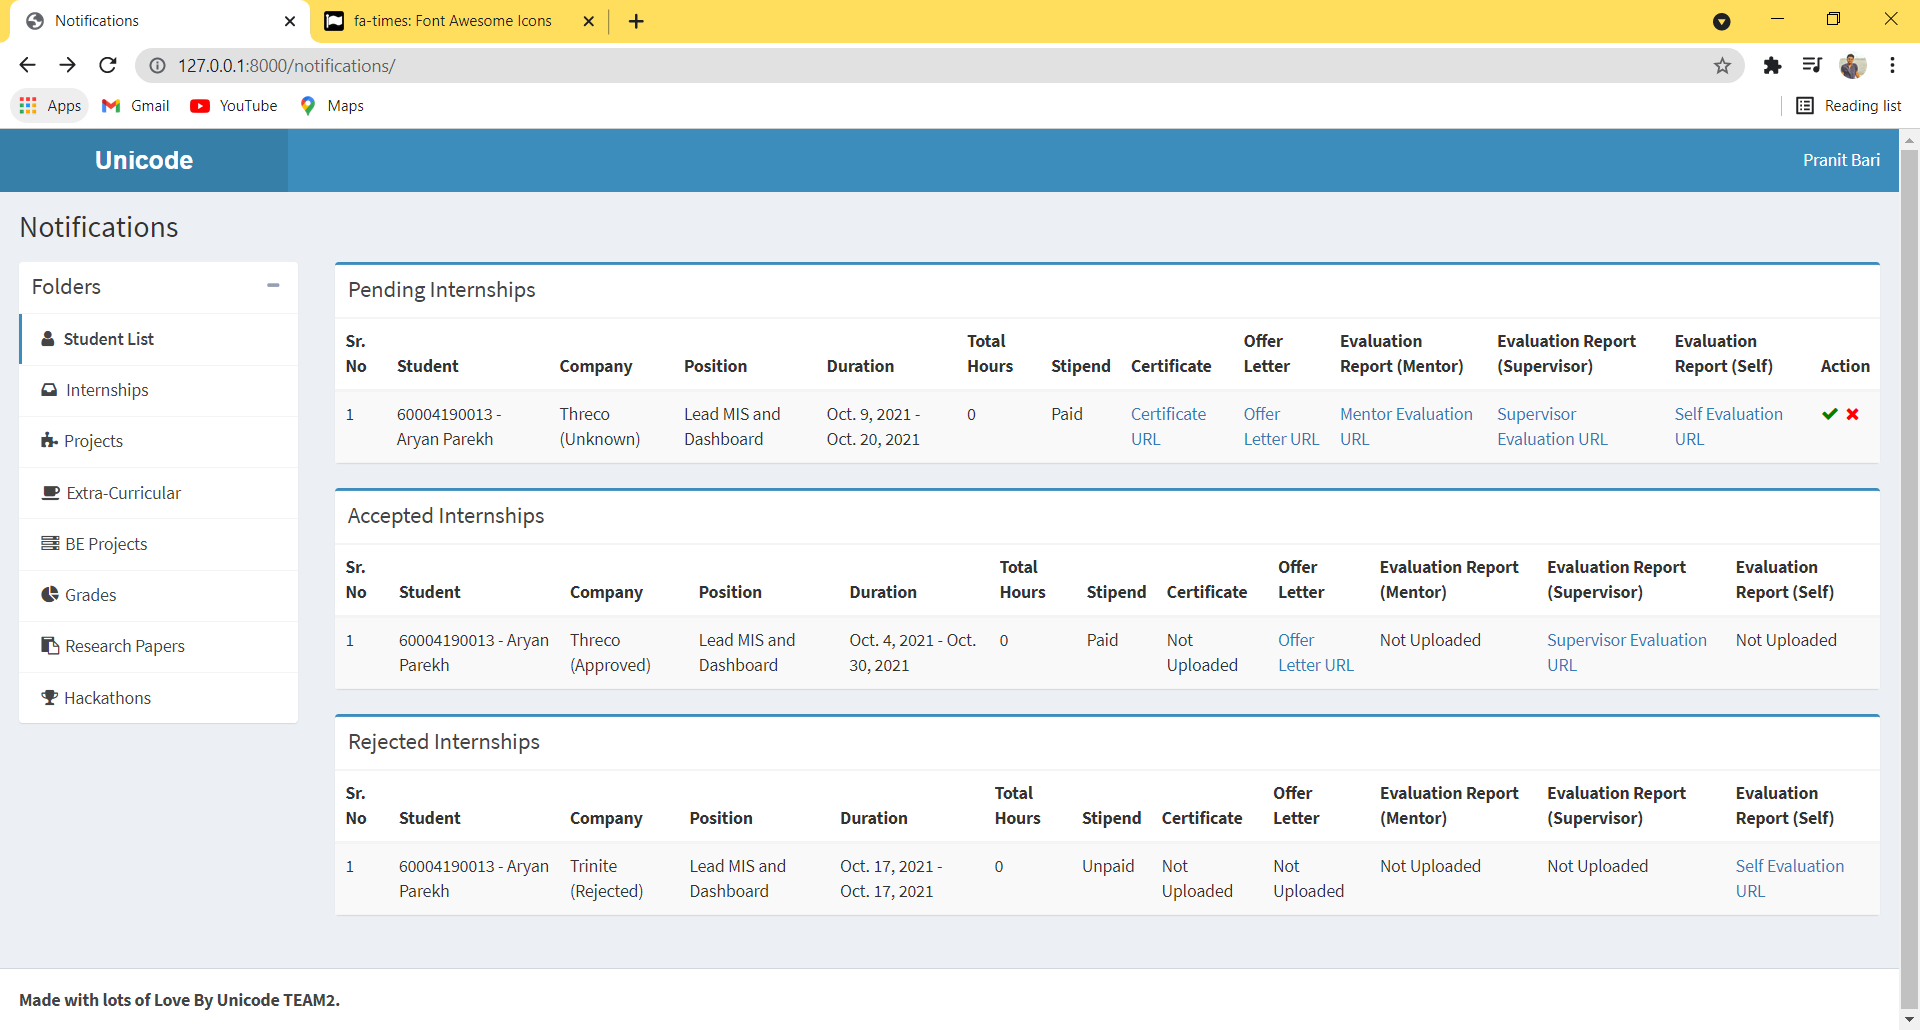 Notifications
fa-times: Font Awesome Icons
127.0.0.1:8000/notifications/
Apps
Gmail
YouTube
Maps
Reading list
Unicode
Pranit Bari
Notifications
Folders
Student List
Internships
Projects
Extra-Curricular
BE Projects
Grades
Research Papers
Hackathons
Pending Internships
Sr. No Student Company Position Duration Total Hours Stipend Certificate Offer Letter Evaluation Report (Mentor) Evaluation Report (Supervisor) Evaluation Report (Self) Action
1 60004190013 - Aryan Parekh Threco (Unknown) Lead MIS and Dashboard Oct. 9, 2021 - Oct. 20, 2021 0 Paid Certificate URL Offer Letter URL Mentor Evaluation URL Supervisor Evaluation URL Self Evaluation URL
Accepted Internships
Sr. No Student Company Position Duration Total Hours Stipend Certificate Offer Letter Evaluation Report (Mentor) Evaluation Report (Supervisor) Evaluation Report (Self)
1 60004190013 - Aryan Parekh Threco (Approved) Lead MIS and Dashboard Oct. 4, 2021 - Oct. 30, 2021 0 Paid Not Uploaded Offer Letter URL Not Uploaded Supervisor Evaluation URL Not Uploaded
Rejected Internships
Sr. No Student Company Position Duration Total Hours Stipend Certificate Offer Letter Evaluation Report (Mentor) Evaluation Report (Supervisor) Evaluation Report (Self)
1 60004190013 - Aryan Parekh Trinite (Rejected) Lead MIS and Dashboard Oct. 17, 2021 - Oct. 17, 2021 0 Unpaid Not Uploaded Not Uploaded Not Uploaded Not Uploaded Self Evaluation URL
Made with lots of Love By Unicode TEAM2.